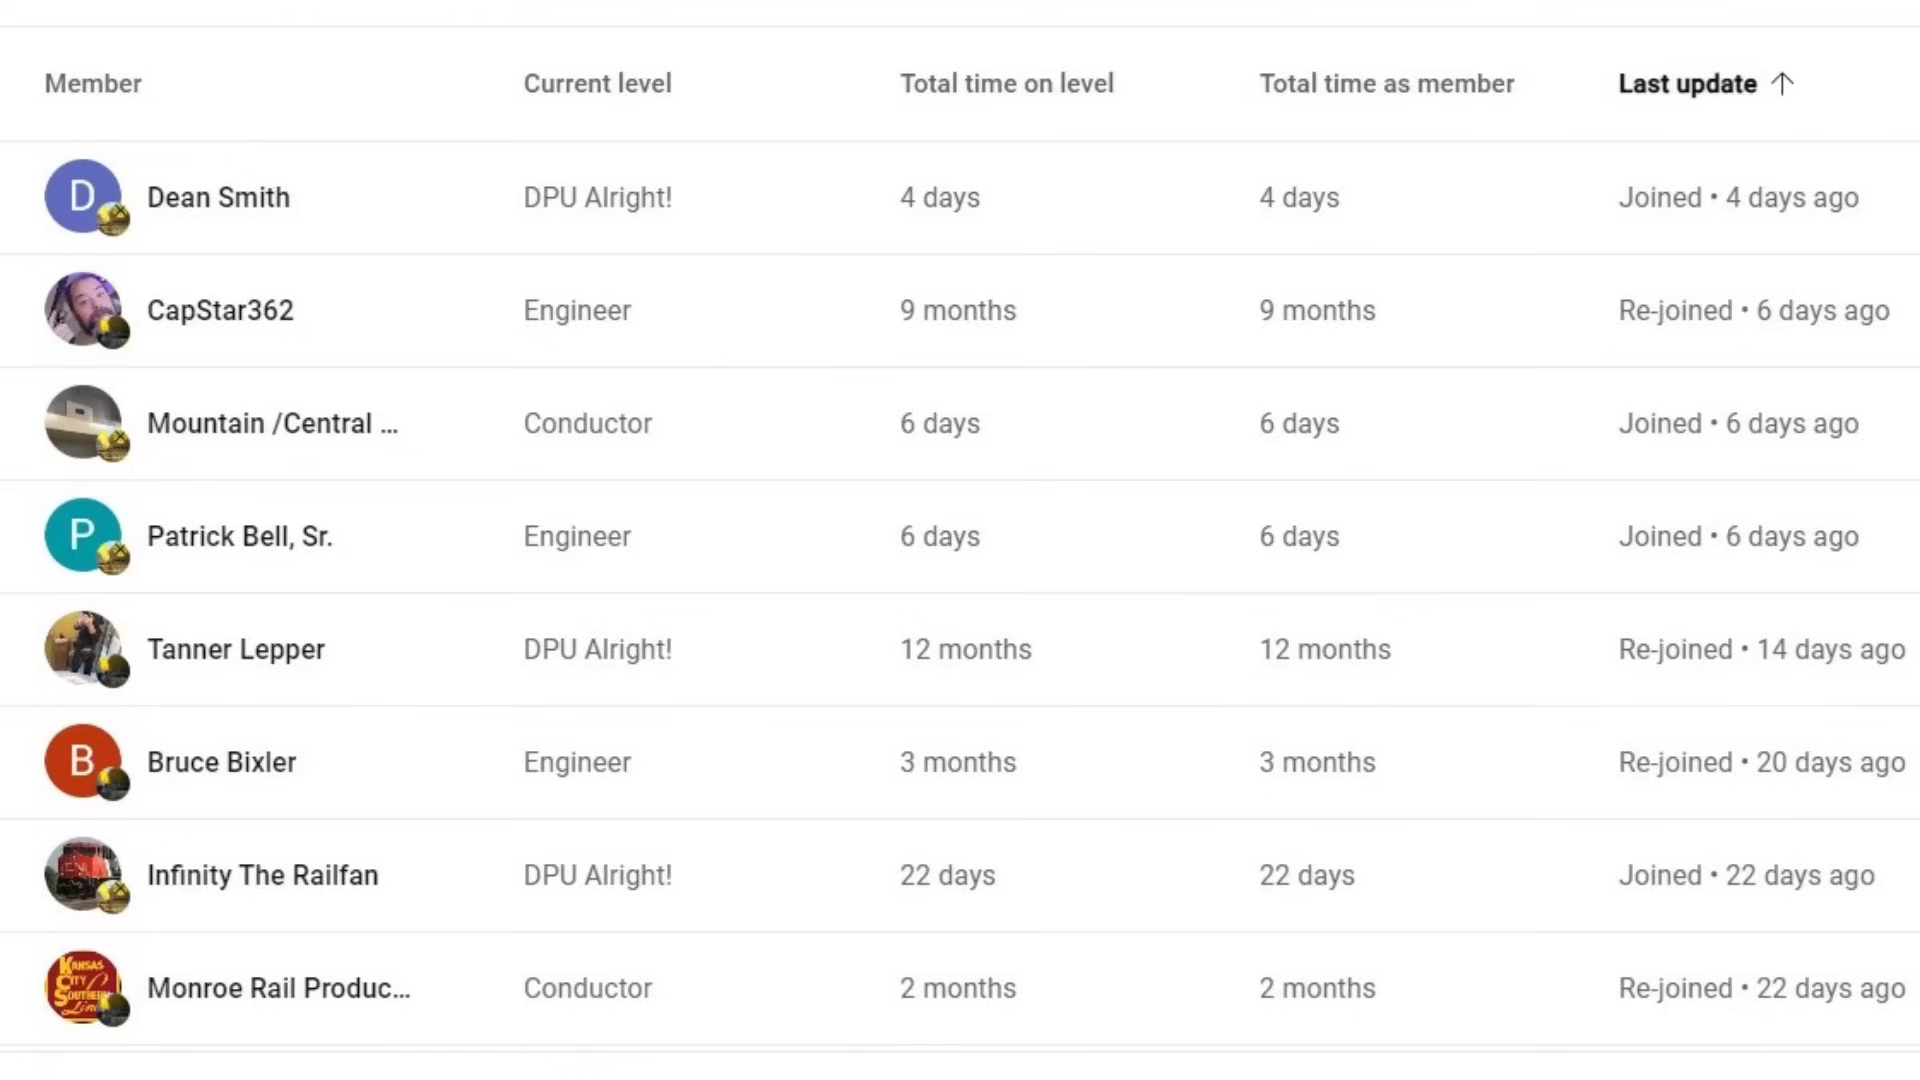 Member Current level Total time on level Total time as member Last update ↑
D Dean Smith DPU Alright! 4 days 4 days Joined • 4 days ago
CapStar362 Engineer 9 months 9 months Re-joined • 6 days ago
Mountain /Central ... Conductor 6 days 6 days Joined • 6 days ago
P Patrick Bell, Sr. Engineer 6 days 6 days Joined • 6 days ago
Tanner Lepper DPU Alright! 12 months 12 months Re-joined • 14 days ago
B Bruce Bixler Engineer 3 months 3 months Re-joined • 20 days ago
Infinity The Railfan DPU Alright! 22 days 22 days Joined • 22 days ago
KANSAS
CITY
SOUTHERN
Lines
Monroe Rail Produc... Conductor 2 months 2 months Re-joined • 22 days ago